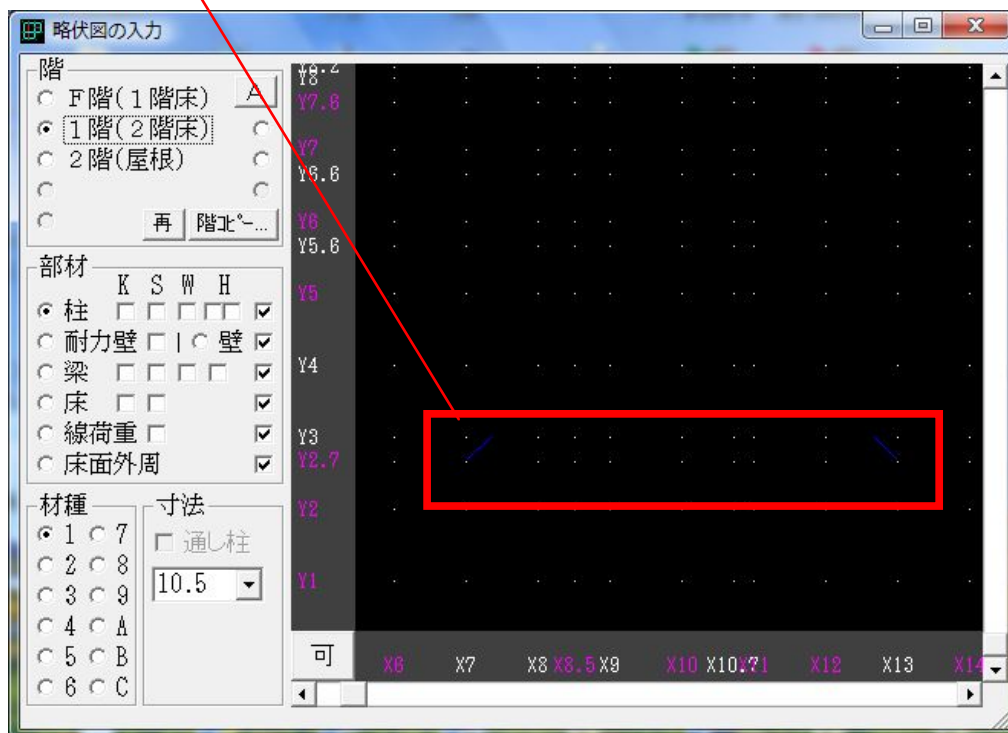 略伏図の入力
階
F階(1階床) A
1階(2階床)
2階(屋根)
再 階コピー...
部材
K S W H
柱
耐力壁 | 壁
梁
床
線荷重
床面外周
材種
1 7
2 8
3 9
4 A
5 B
6 C
寸法
通し柱
10.5
Y8
Y7.6
Y7
Y6.6
Y6
Y5.6
Y5
Y4
Y3
Y2.7
Y2
Y1
可
X6 X7 X8 X8.5 X9 X10 X10.7 X12 X13 X14